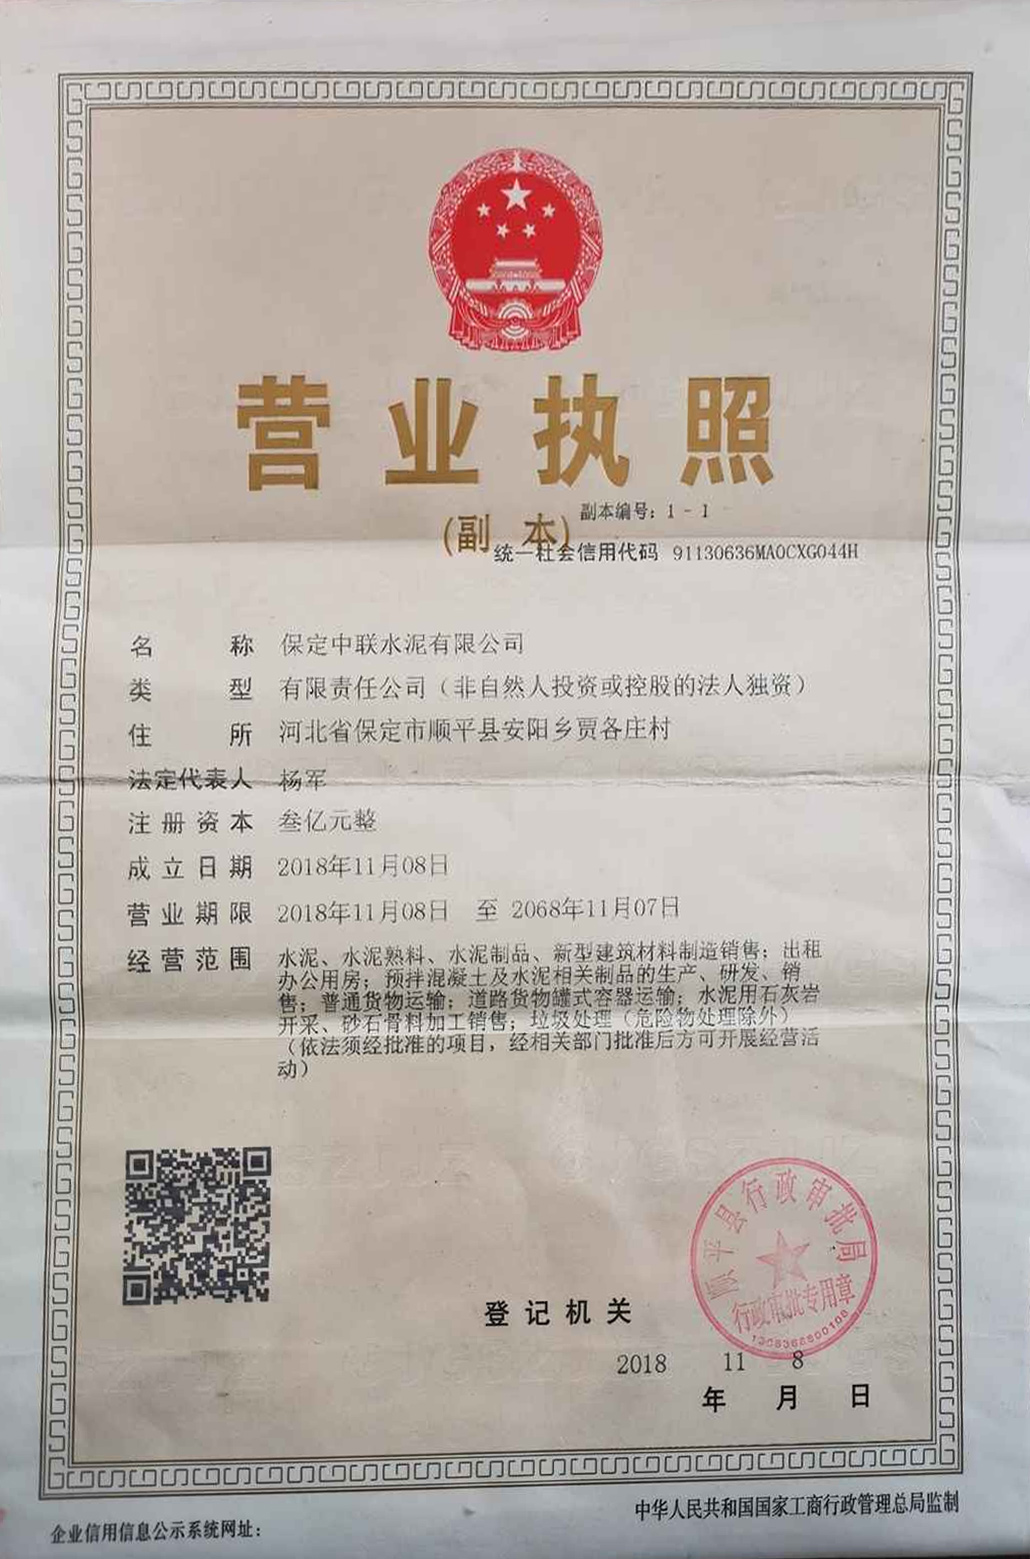 营业执照
(副 本)
副本编号：1-1
统一社会信用代码 91130636MA0CXG044H
名 称 保定中联水泥有限公司
类 型 有限责任公司（非自然人投资或控股的法人独资）
住 所 河北省保定市顺平县安阳乡贾各庄村
法定代表人 杨军
注册资本 叁亿元整
成立日期 2018年11月08日
营业期限 2018年11月08日 至 2068年11月07日
经营范围 水泥、水泥熟料、水泥制品、新型建筑材料制造销售；出租
办公用房；预拌混凝土及水泥相关制品的生产、研发、销
售；普通货物运输；道路货物罐式容器运输；水泥用石灰岩
开采、砂石骨料加工销售；垃圾处理（危险物处理除外）
（依法须经批准的项目，经相关部门批准后方可开展经营活
动）
顺平县行政审批局
行政审批专用章
登记机关
2018 11 8
年 月 日
中华人民共和国国家工商行政管理总局监制
企业信用信息公示系统网址：